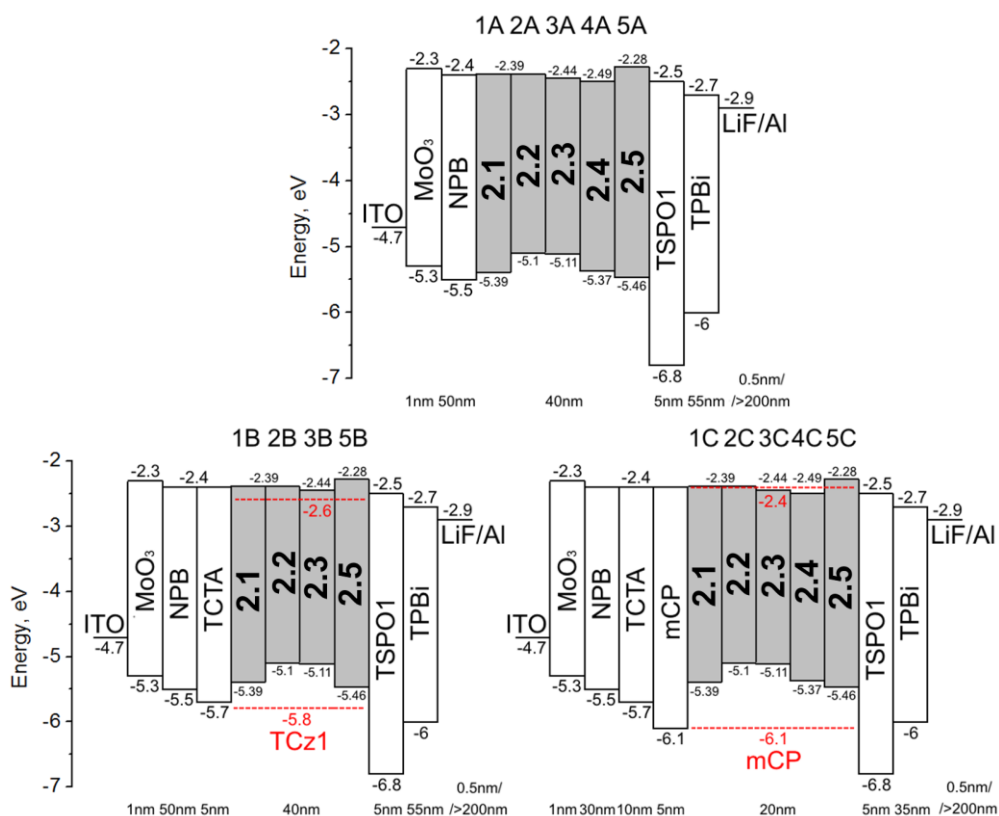 1A 2A 3A 4A 5A
-2
-3
-4
-5
-6
-7
Energy, eV
ITO
-4.7
-2.3
MoO3
-5.3
-2.4
NPB
-5.5
-2.39
2.1
-5.39
2.2
-5.1
-2.44
2.3
-5.11
-2.49
2.4
-5.37
-2.28
2.5
-5.46
-2.5
TSPO1
-6.8
-2.7
TPBi
-6
-2.9
LiF/Al
1nm 50nm 40nm 5nm 55nm 0.5nm/
/>200nm
1B 2B 3B 5B
-2
-3
-4
-5
-6
-7
Energy, eV
ITO
-4.7
-2.3
MoO3
-5.3
-2.4
NPB
-5.5
TCTA
-5.7
-2.39
2.1
-5.39
2.2
-5.1
-2.44
2.3
-5.11
-2.28
2.5
-5.46
-2.6
-5.8
TCz1
-2.5
TSPO1
-6.8
-2.7
TPBi
-6
-2.9
LiF/Al
1nm 50nm 5nm 40nm 5nm 55nm 0.5nm/
/>200nm
1C 2C 3C 4C 5C
ITO
-4.7
-2.3
MoO3
-5.3
NPB
-5.5
-2.4
TCTA
-5.7
mCP
-6.1
-2.39
2.1
-5.39
2.2
-5.1
-2.44
2.3
-5.11
-2.49
2.4
-5.37
-2.28
2.5
-5.46
-2.4
-6.1
mCP
-2.5
TSPO1
-6.8
-2.7
TPBi
-6
-2.9
LiF/Al
1nm 30nm 10nm 5nm 20nm 5nm 35nm 0.5nm/
/>200nm